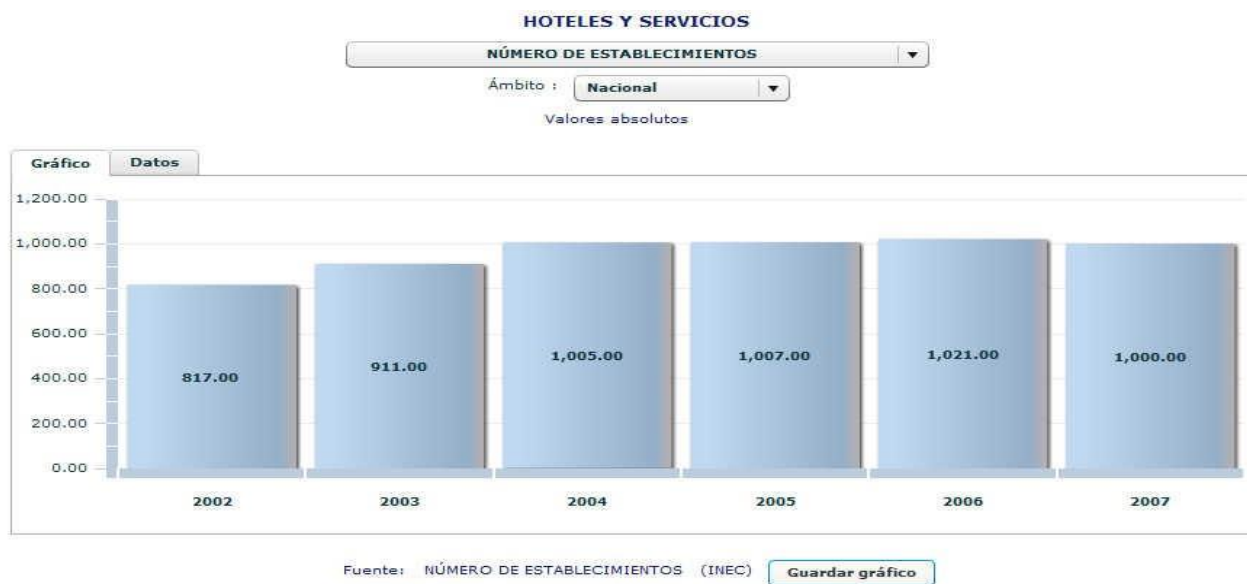 HOTELES Y SERVICIOS
NÚMERO DE ESTABLECIMIENTOS
Ámbito : Nacional
Valores absolutos
Gráfico Datos
1,200.00
1,000.00
800.00
600.00
400.00
200.00
0.00
817.00 911.00 1,005.00 1,007.00 1,021.00 1,000.00
2002 2003 2004 2005 2006 2007
Fuente: NÚMERO DE ESTABLECIMIENTOS (INEC) Guardar gráfico